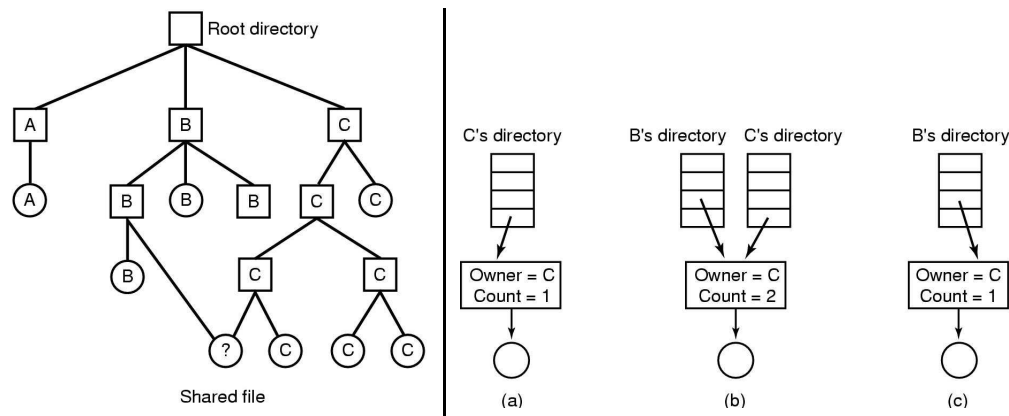 Root directory
A
B
C
A
B
B
B
C
C
B
C
C
?
C
C
C
Shared file
C's directory
Owner = C
Count = 1
(a)
B's directory
C's directory
Owner = C
Count = 2
(b)
B's directory
Owner = C
Count = 1
(c)